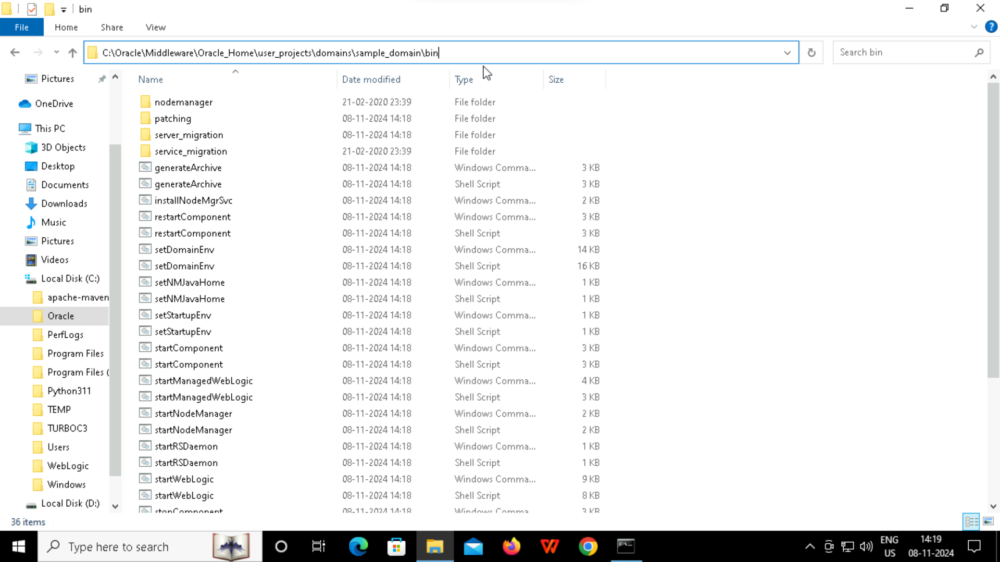 bin
File Home Share View
C:\Oracle\Middleware\Oracle_Home\user_projects\domains\sample_domain\bin
Search bin
Pictures
OneDrive
This PC
3D Objects
Desktop
Documents
Downloads
Music
Pictures
Videos
Local Disk (C:)
apache-maven
Oracle
PerfLogs
Program Files
Program Files (
Python311
TEMP
TURBOC3
Users
WebLogic
Windows
Local Disk (D:)
Name Date modified Type Size
nodemanager 21-02-2020 23:39 File folder
patching 08-11-2024 14:18 File folder
server_migration 08-11-2024 14:18 File folder
service_migration 21-02-2020 23:39 File folder
generateArchive 08-11-2024 14:18 Windows Comma... 3 KB
generateArchive 08-11-2024 14:18 Shell Script 3 KB
installNodeMgrSvc 08-11-2024 14:18 Windows Comma... 2 KB
restartComponent 08-11-2024 14:18 Windows Comma... 3 KB
restartComponent 08-11-2024 14:18 Shell Script 3 KB
setDomainEnv 08-11-2024 14:18 Windows Comma... 14 KB
setDomainEnv 08-11-2024 14:18 Shell Script 16 KB
setNMJavaHome 08-11-2024 14:18 Windows Comma... 1 KB
setNMJavaHome 08-11-2024 14:18 Shell Script 1 KB
setStartupEnv 08-11-2024 14:18 Windows Comma... 1 KB
setStartupEnv 08-11-2024 14:18 Shell Script 1 KB
startComponent 08-11-2024 14:18 Windows Comma... 3 KB
startComponent 08-11-2024 14:18 Shell Script 3 KB
startManagedWebLogic 08-11-2024 14:18 Windows Comma... 4 KB
startManagedWebLogic 08-11-2024 14:18 Shell Script 3 KB
startNodeManager 08-11-2024 14:18 Windows Comma... 2 KB
startNodeManager 08-11-2024 14:18 Shell Script 2 KB
startRSDaemon 08-11-2024 14:18 Windows Comma... 1 KB
startRSDaemon 08-11-2024 14:18 Shell Script 1 KB
startWebLogic 08-11-2024 14:18 Windows Comma... 9 KB
startWebLogic 08-11-2024 14:18 Shell Script 8 KB
stopComponent 08-11-2024 14:18 Windows Comma... 3 KB
36 items
Type here to search
ENG
US
14:19
08-11-2024